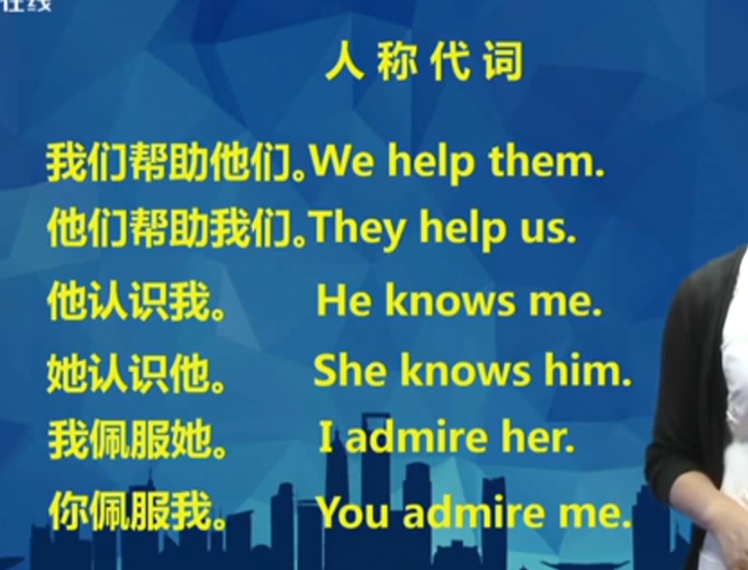 在线
人称代词
我们帮助他们。We help them.
他们帮助我们。They help us.
他认识我。 He knows me.
她认识他。 She knows him.
我佩服她。 I admire her.
你佩服我。 You admire me.